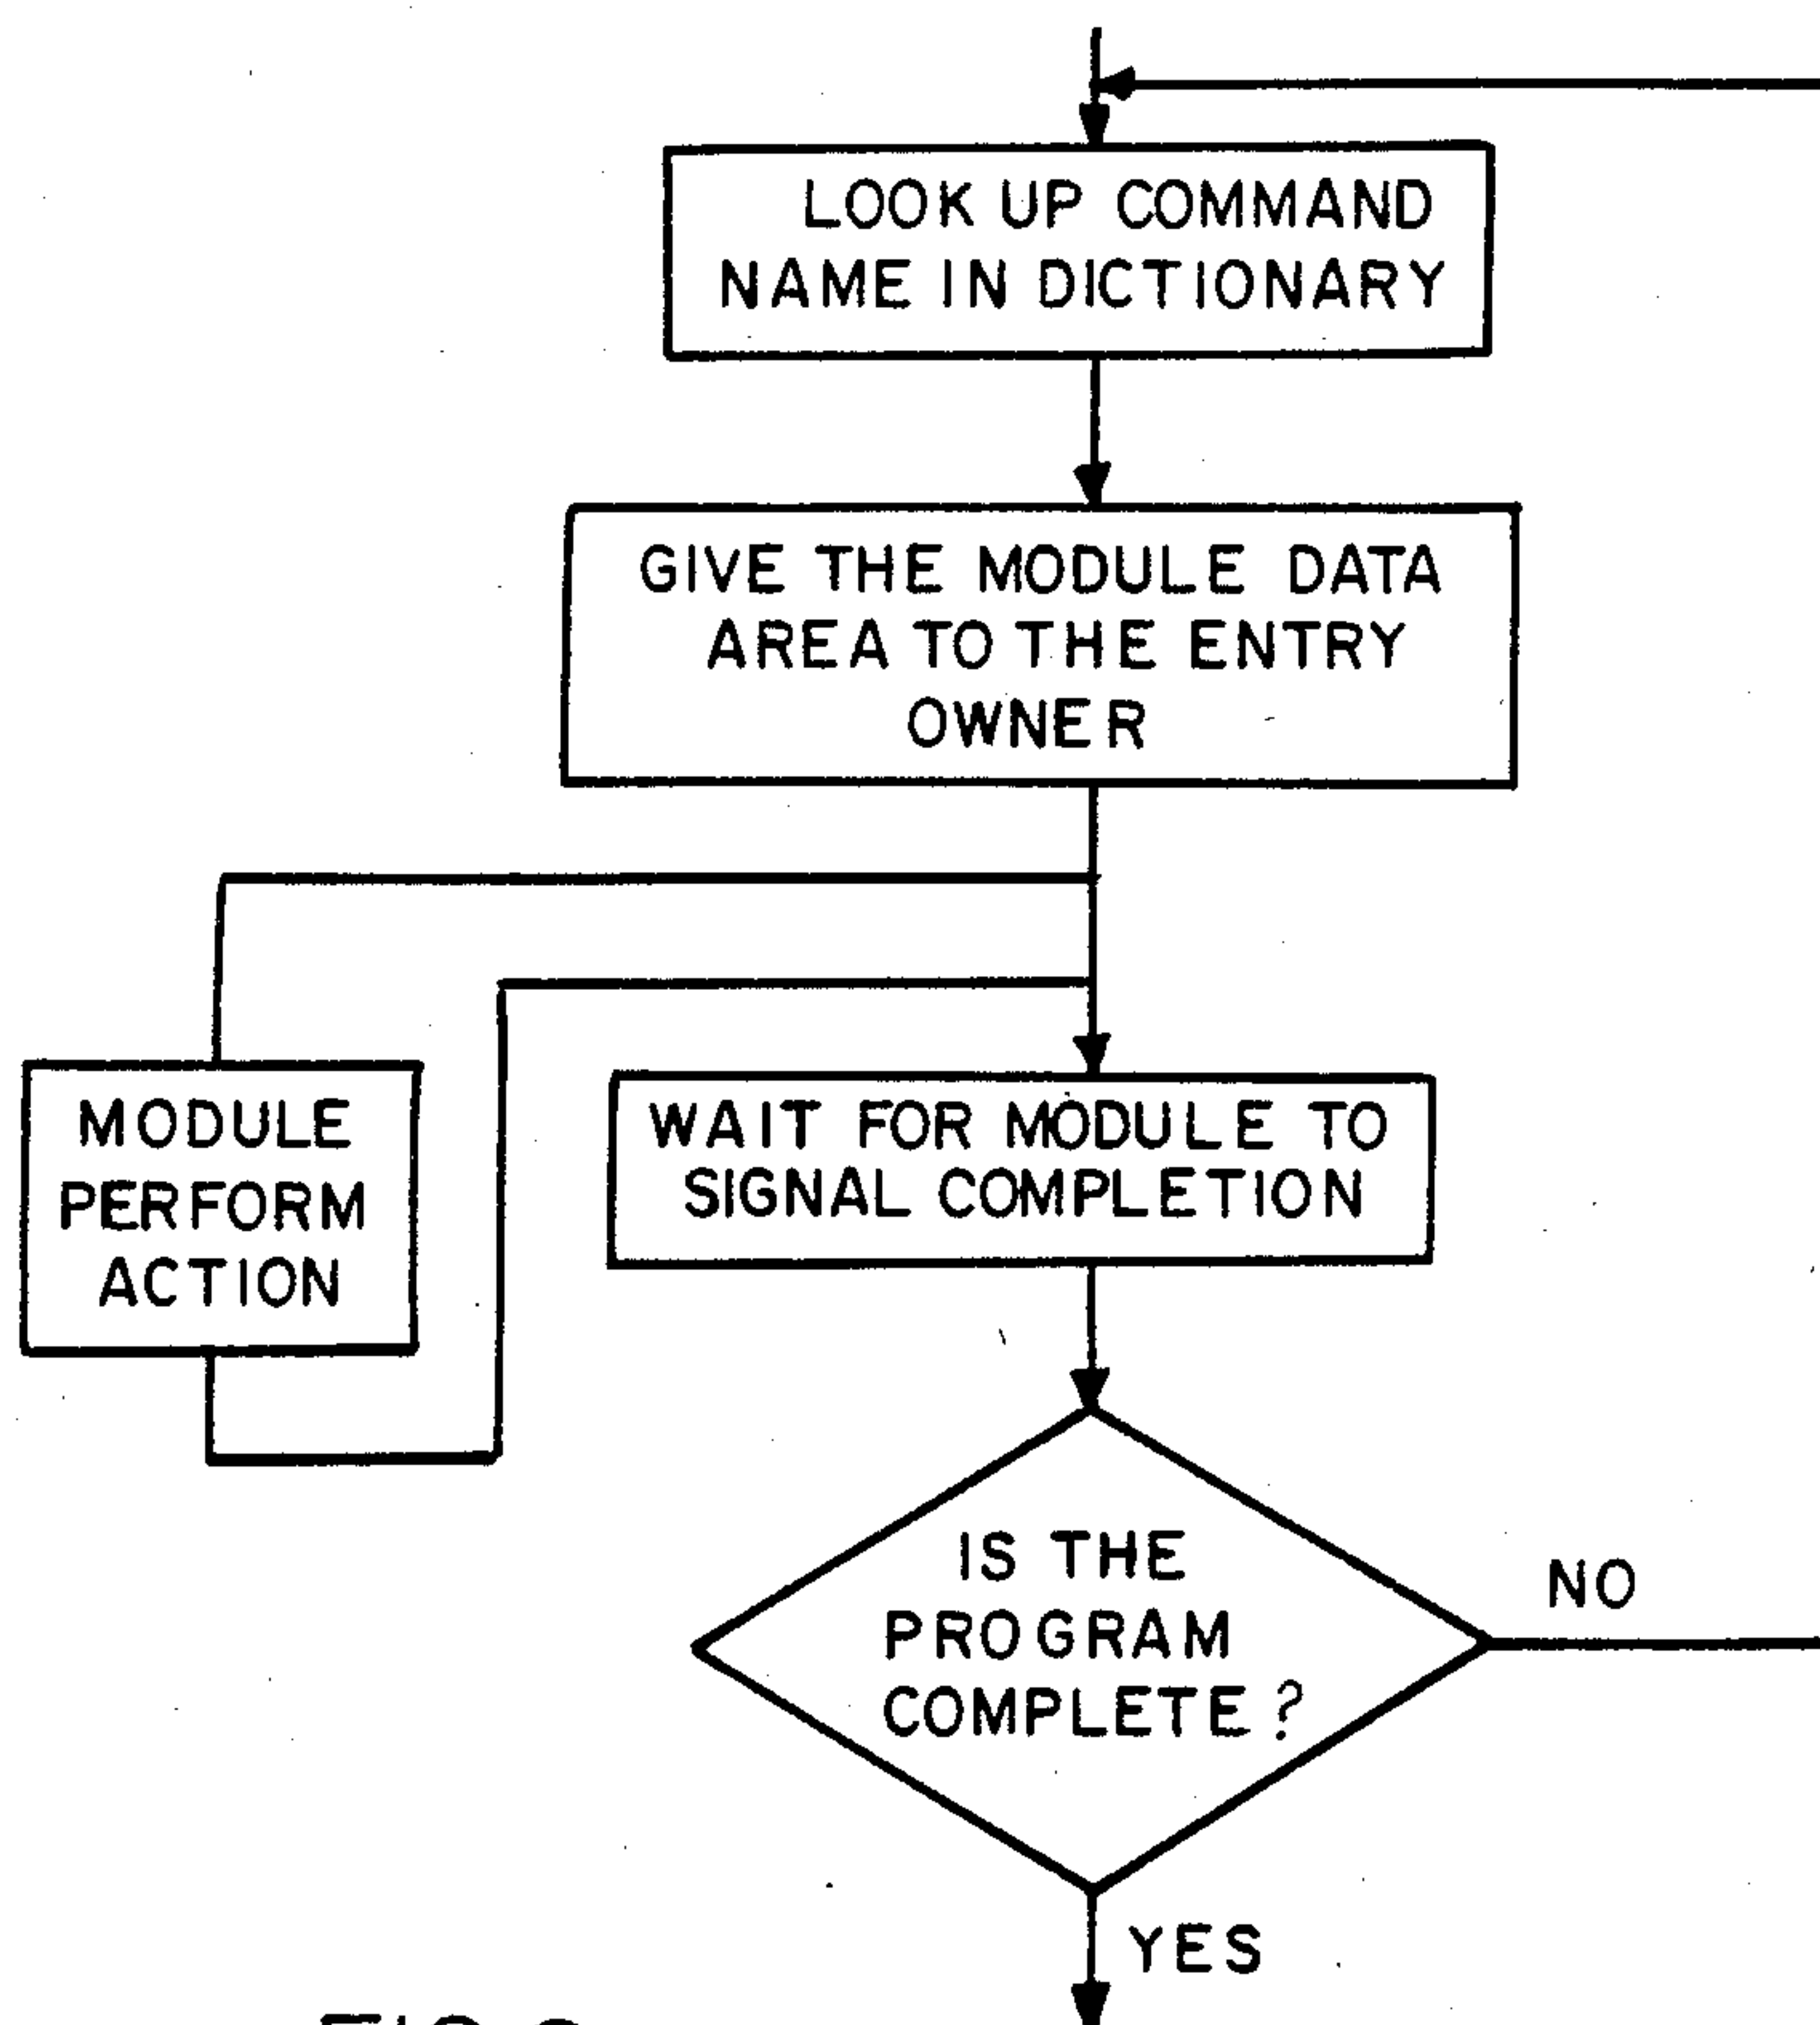 LOOK UP COMMAND
NAME IN DICTIONARY
GIVE THE MODULE DATA
AREA TO THE ENTRY
OWNER
MODULE
PERFORM
ACTION
WAIT FOR MODULE TO
SIGNAL COMPLETION
IS THE
PROGRAM
COMPLETE?
NO
YES